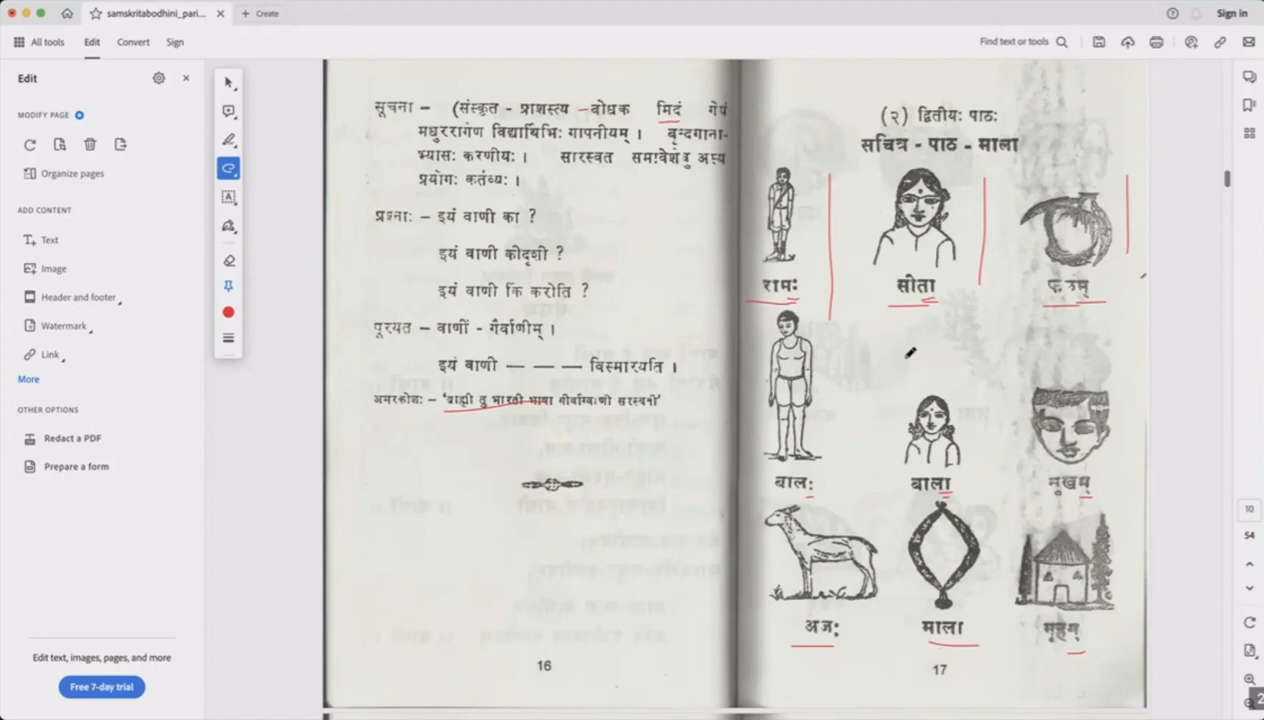 samskritabodhini_pari...
Create
Sign in
All tools
Edit
Convert
Sign
Find text or tools
Edit
MODIFY PAGE
Organize pages
ADD CONTENT
Text
Image
Header and footer
Watermark
Link
More
OTHER OPTIONS
Redact a PDF
Prepare a form
Edit text, images, pages, and more
Free 7-day trial
सूचना – (संस्कृत - प्राशस्त्य – बोधक मिदं गेयं
मधुररागेण विद्यार्थिभिः गापनीयम् । बृन्दगाना-
भ्यासः करणीयः । सारस्वत समावेशेषु अस्य
प्रयोगः कर्तव्यः ।
प्रश्नाः – इयं वाणी का ?
इयं वाणी कीदृशी ?
इयं वाणी किं करोति ?
पूरयत – वाणीं - गैर्वाणीम् ।
इयं वाणी — — — विस्मारयति ।
अमरकोशः – 'ब्राह्मी तु भारती भाषा गीर्वाग्वाणी सरस्वती'
16
(२) द्वितीयः पाठः
सचित्र - पाठ - माला
रामः सीता
बालः बाला मुखम्
अजः माला गृहम्
17
10
54